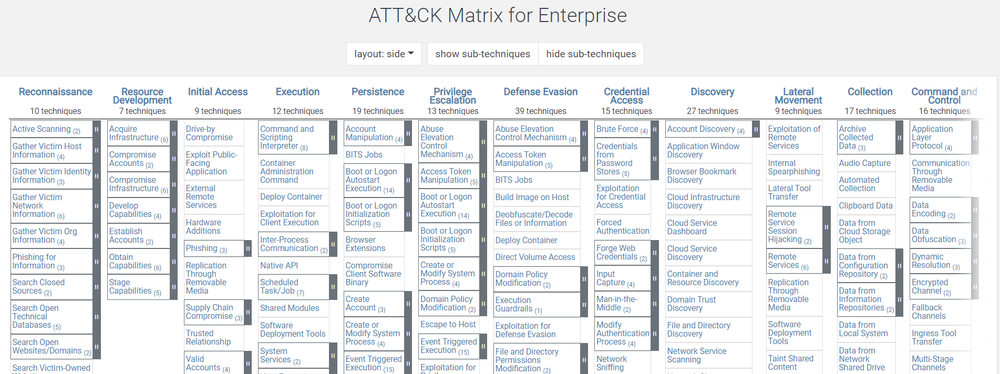 ATT&CK Matrix for Enterprise
layout: side
show sub-techniques
hide sub-techniques
Reconnaissance
10 techniques
Active Scanning (2)
Gather Victim Host
Information (4)
Gather Victim Identity
Information (3)
Gather Victim
Network
Information (6)
Gather Victim Org
Information (4)
Phishing for
Information (3)
Search Closed
Sources (2)
Search Open
Technical
Databases (5)
Search Open
Websites/Domains (2)
Search Victim-Owned
Resource
Development
7 techniques
Acquire
Infrastructure (6)
Compromise
Accounts (2)
Compromise
Infrastructure (6)
Develop
Capabilities (4)
Establish
Accounts (2)
Obtain
Capabilities (6)
Stage
Capabilities (5)
Initial Access
9 techniques
Drive-by
Compromise
Exploit Public-
Facing
Application
External
Remote
Services
Hardware
Additions
Phishing (3)
Replication
Through
Removable
Media
Supply Chain
Compromise (3)
Trusted
Relationship
Valid
Accounts (4)
Execution
12 techniques
Command and
Scripting
Interpreter (8)
Container
Administration
Command
Deploy Container
Exploitation for
Client Execution
Inter-Process
Communication (2)
Native API
Scheduled
Task/Job (7)
Shared Modules
Software
Deployment Tools
System
Services (2)
Persistence
19 techniques
Account
Manipulation (4)
BITS Jobs
Boot or Logon
Autostart
Execution (14)
Boot or Logon
Initialization
Scripts (5)
Browser
Extensions
Compromise
Client Software
Binary
Create
Account (3)
Create or
Modify System
Process (4)
Event Triggered
Execution (15)
Privilege
Escalation
13 techniques
Abuse
Elevation
Control
Mechanism (4)
Access Token
Manipulation (5)
Boot or Logon
Autostart
Execution (14)
Boot or Logon
Initialization
Scripts (5)
Create or
Modify System
Process (4)
Domain Policy
Modification (2)
Escape to Host
Event Triggered
Execution (15)
Exploitation for
Defense Evasion
39 techniques
Abuse Elevation
Control Mechanism (4)
Access Token
Manipulation (5)
BITS Jobs
Build Image on Host
Deobfuscate/Decode
Files or Information
Deploy Container
Direct Volume Access
Domain Policy
Modification (2)
Execution
Guardrails (1)
Exploitation for
Defense Evasion
File and Directory
Permissions
Modification (2)
Credential
Access
15 techniques
Brute Force (4)
Credentials
from
Password
Stores (5)
Exploitation
for Credential
Access
Forced
Authentication
Forge Web
Credentials (2)
Input
Capture (4)
Man-in-the-
Middle (2)
Modify
Authentication
Process (4)
Network
Sniffing
Discovery
27 techniques
Account Discovery (4)
Application Window
Discovery
Browser Bookmark
Discovery
Cloud Infrastructure
Discovery
Cloud Service
Dashboard
Cloud Service
Discovery
Container and
Resource Discovery
Domain Trust
Discovery
File and Directory
Discovery
Network Service
Scanning
Lateral
Movement
9 techniques
Exploitation of
Remote
Services
Internal
Spearphishing
Lateral Tool
Transfer
Remote
Service
Session
Hijacking (2)
Remote
Services (6)
Replication
Through
Removable
Media
Software
Deployment
Tools
Taint Shared
Content
Collection
17 techniques
Archive
Collected
Data (3)
Audio Capture
Automated
Collection
Clipboard Data
Data from
Cloud Storage
Object
Data from
Configuration
Repository (2)
Data from
Information
Repositories (2)
Data from
Local System
Data from
Network
Shared Drive
Command and
Control
16 techniques
Application
Layer
Protocol (4)
Communication
Through
Removable
Media
Data
Encoding (2)
Data
Obfuscation (3)
Dynamic
Resolution (3)
Encrypted
Channel (2)
Fallback
Channels
Ingress Tool
Transfer
Multi-Stage
Channels